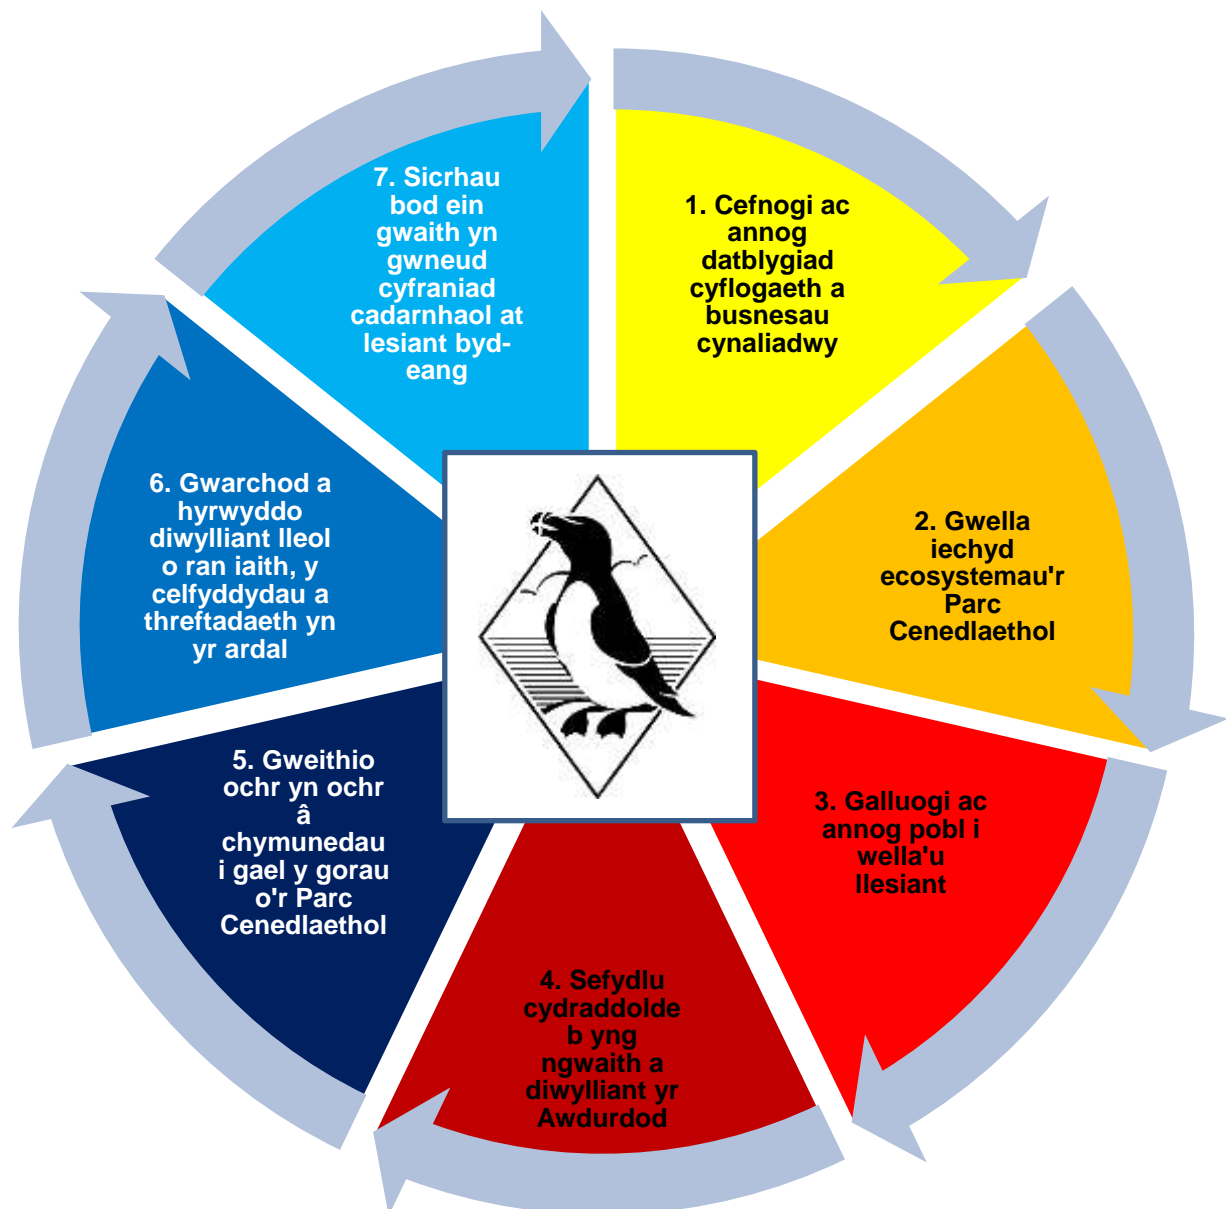 1. Cefnogi ac
annog
datblygiad
cyflogaeth a
busnesau
cynaliadwy
2. Gwella
iechyd
ecosystemau'r
Parc
Cenedlaethol
3. Galluogi ac
annog pobl i
wella'u
llesiant
4. Sefydlu
cydraddolde
b yng
ngwaith a
diwylliant yr
Awdurdod
5. Gweithio
ochr yn ochr
â
chymunedau
i gael y gorau
o'r Parc
Cenedlaethol
6. Gwarchod a
hyrwyddo
diwylliant lleol
o ran iaith, y
celfyddydau a
threftadaeth yn
yr ardal
7. Sicrhau
bod ein
gwaith yn
gwneud
cyfraniad
cadarnhaol at
lesiant byd-
eang